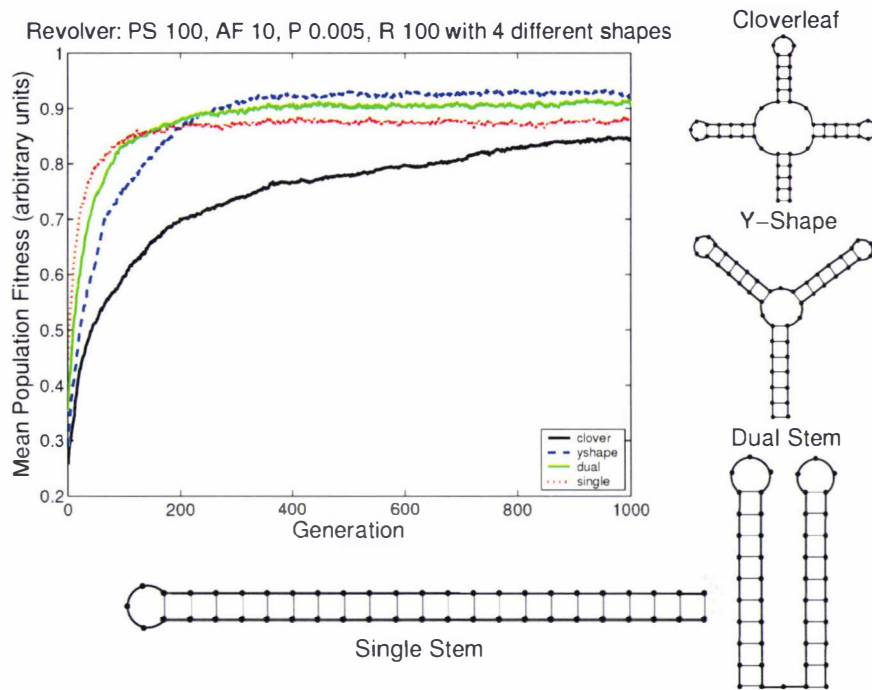 Revolver: PS 100, AF 10, P 0.005, R 100 with 4 different shapes
Cloverleaf
Mean Population Fitness (arbitrary units)
1
0.9
0.8
0.7
0.6
0.5
0.4
0.3
0.2
0
200
400
600
800
1000
Generation
clover
yshape
dual
single
Y-Shape
Dual Stem
Single Stem